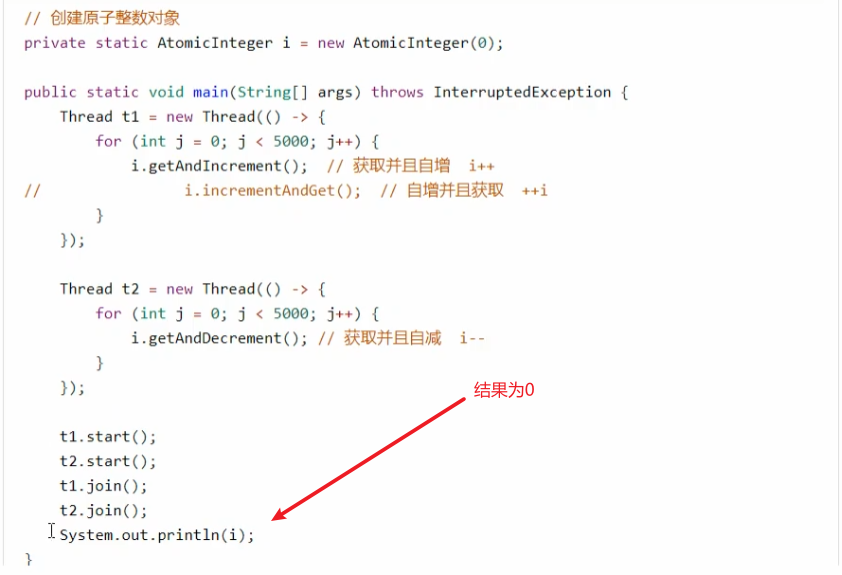 // 创建原子整数对象
private static AtomicInteger i = new AtomicInteger(0);
public static void main(String[] args) throws InterruptedException {
Thread t1 = new Thread(() -> {
for (int j = 0; j < 5000; j++) {
i.getAndIncrement(); // 获取并且自增 i++
// i.incrementAndGet(); // 自增并且获取 ++i
}
});
Thread t2 = new Thread(() -> {
for (int j = 0; j < 5000; j++) {
i.getAndDecrement(); // 获取并且自减 i--
}
});
结果为0
t1.start();
t2.start();
t1.join();
t2.join();
System.out.println(i);
}